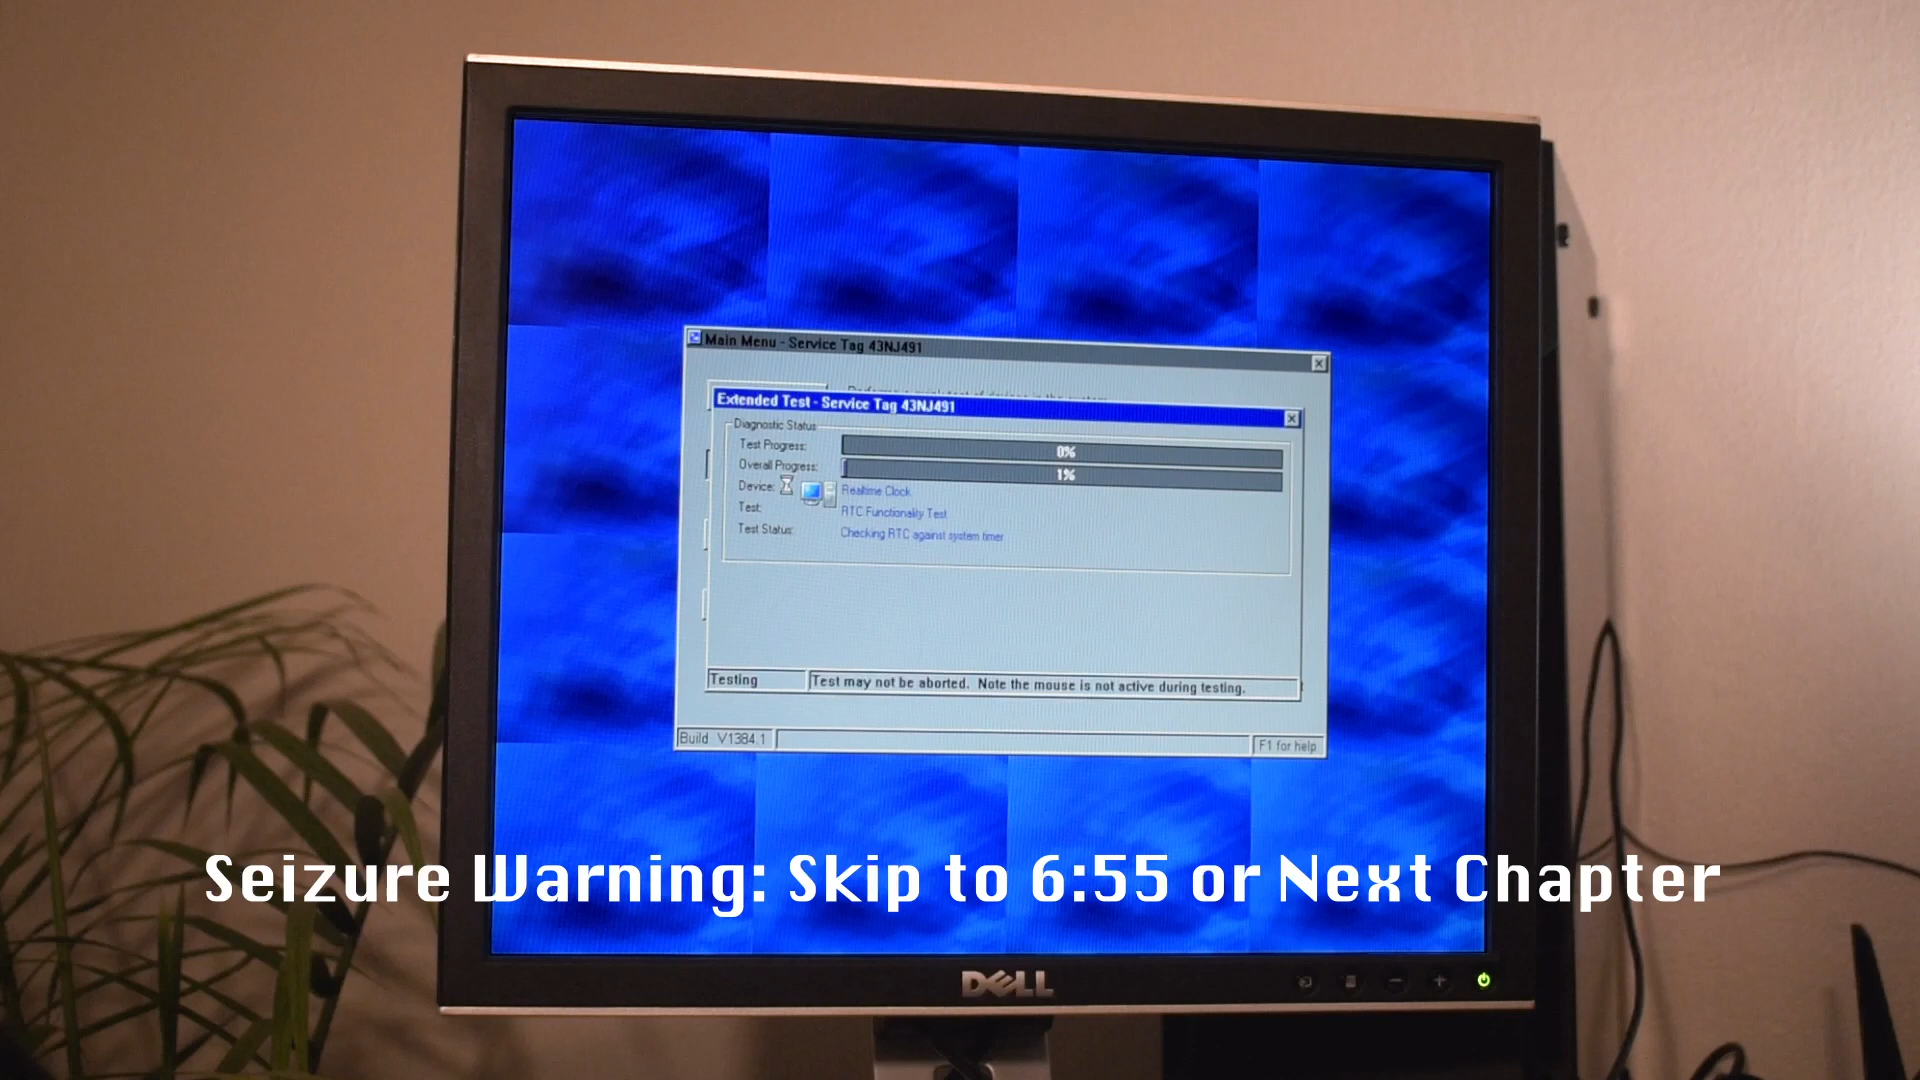 Main Menu - Service Tag 43NJ491
Extended Test - Service Tag 43NJ491
Diagnostic Status
Test Progress: 0%
Overall Progress: 1%
Device: Realtime Clock
Test: RTC Functionality Test
Test Status: Checking RTC against system timer
Testing Test may not be aborted. Note the mouse is not active during testing.
Build V1384.1 F1 for help
Seizure Warning: Skip to 6:55 or Next Chapter
DELL